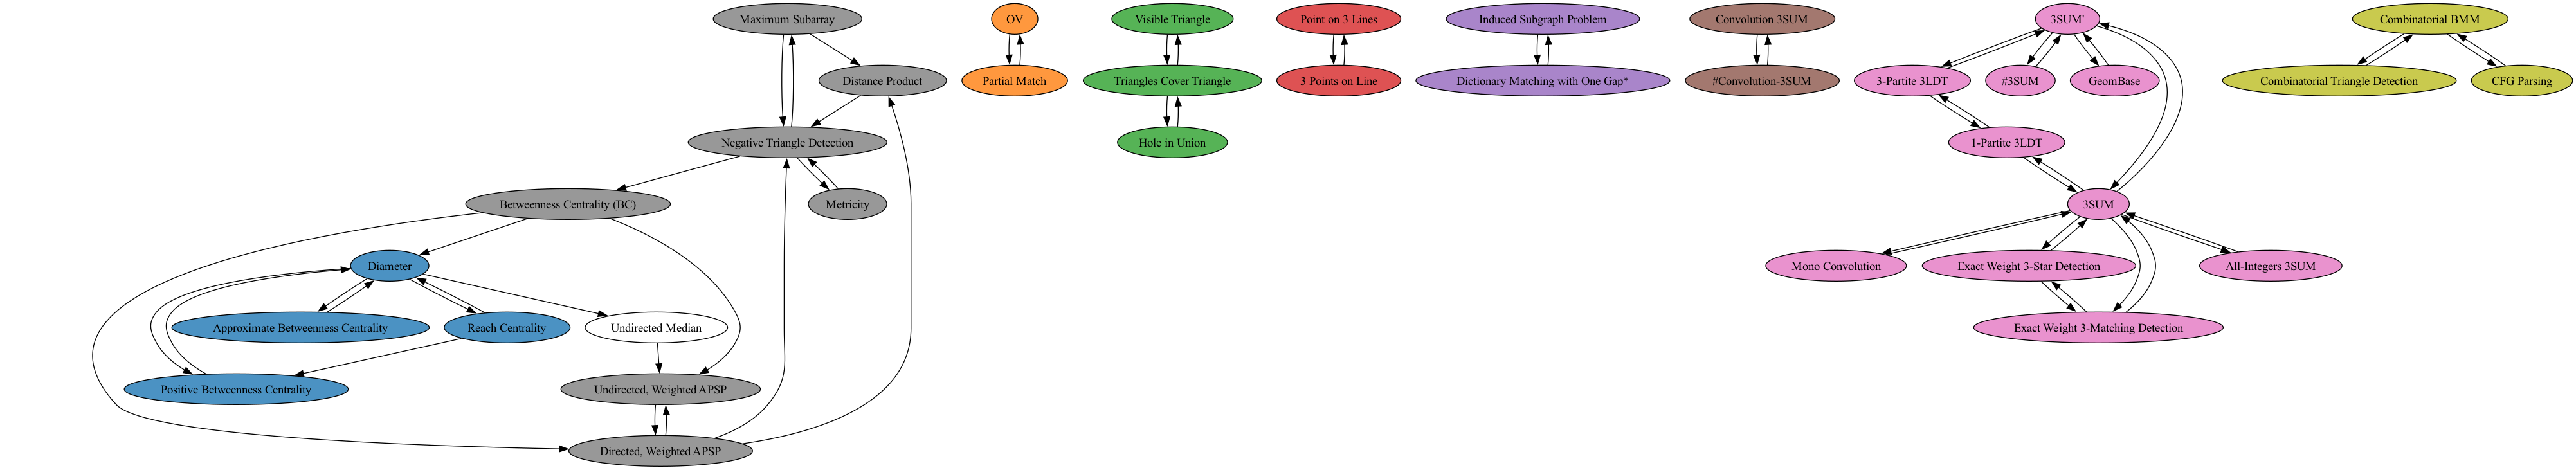 Maximum Subarray
OV
Visible Triangle
Point on 3 Lines
Induced Subgraph Problem
Convolution 3SUM
3SUM'
Combinatorial BMM
Distance Product
Partial Match
Triangles Cover Triangle
3 Points on Line
Dictionary Matching with One Gap*
#Convolution-3SUM
3-Partite 3LDT
#3SUM
GeomBase
Combinatorial Triangle Detection
CFG Parsing
Negative Triangle Detection
Hole in Union
1-Partite 3LDT
Betweenness Centrality (BC)
Metricity
3SUM
Diameter
Mono Convolution
Exact Weight 3-Star Detection
All-Integers 3SUM
Approximate Betweenness Centrality
Reach Centrality
Undirected Median
Exact Weight 3-Matching Detection
Positive Betweenness Centrality
Undirected, Weighted APSP
Directed, Weighted APSP